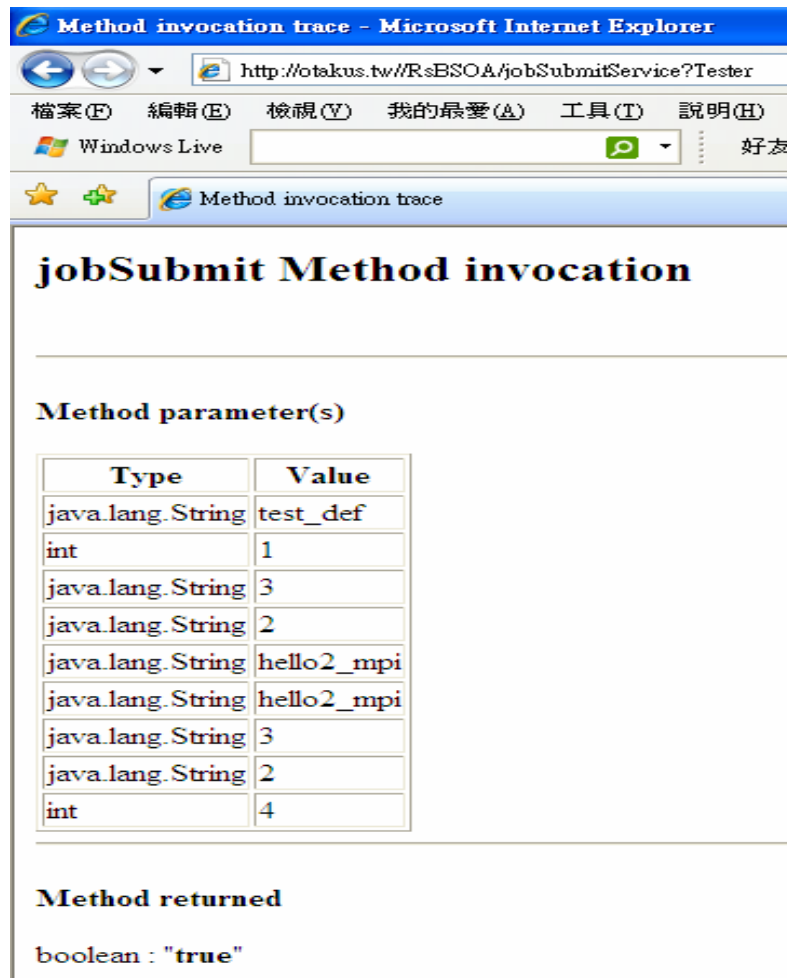 Method invocation trace - Microsoft Internet Explorer
http://otakus.tw//RsBSOA/jobSubmitService?Tester
檔案(F) 編輯(E) 檢視(V) 我的最愛(A) 工具(T) 說明(H)
Windows Live 好友
Method invocation trace
jobSubmit Method invocation
Method parameter(s)
Type Value
java.lang.String test_def
int 1
java.lang.String 3
java.lang.String 2
java.lang.String hello2_mpi
java.lang.String hello2_mpi
java.lang.String 3
java.lang.String 2
int 4
Method returned
boolean : "true"